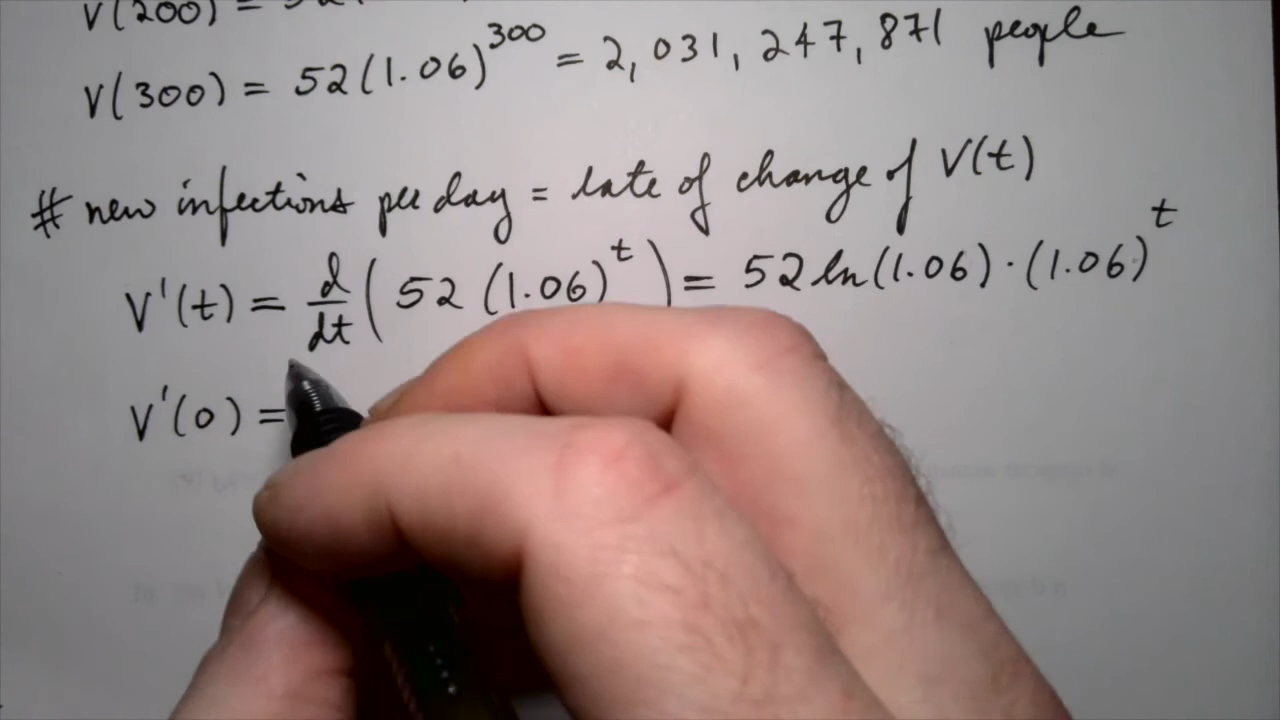 V(200) =
V(300) = 52(1.06)^300 = 2,031,247,871 people
# new infections per day = rate of change of V(t)
V'(t) = d/dt (52(1.06)^t) = 52 ln(1.06)·(1.06)^t
V'(0) =